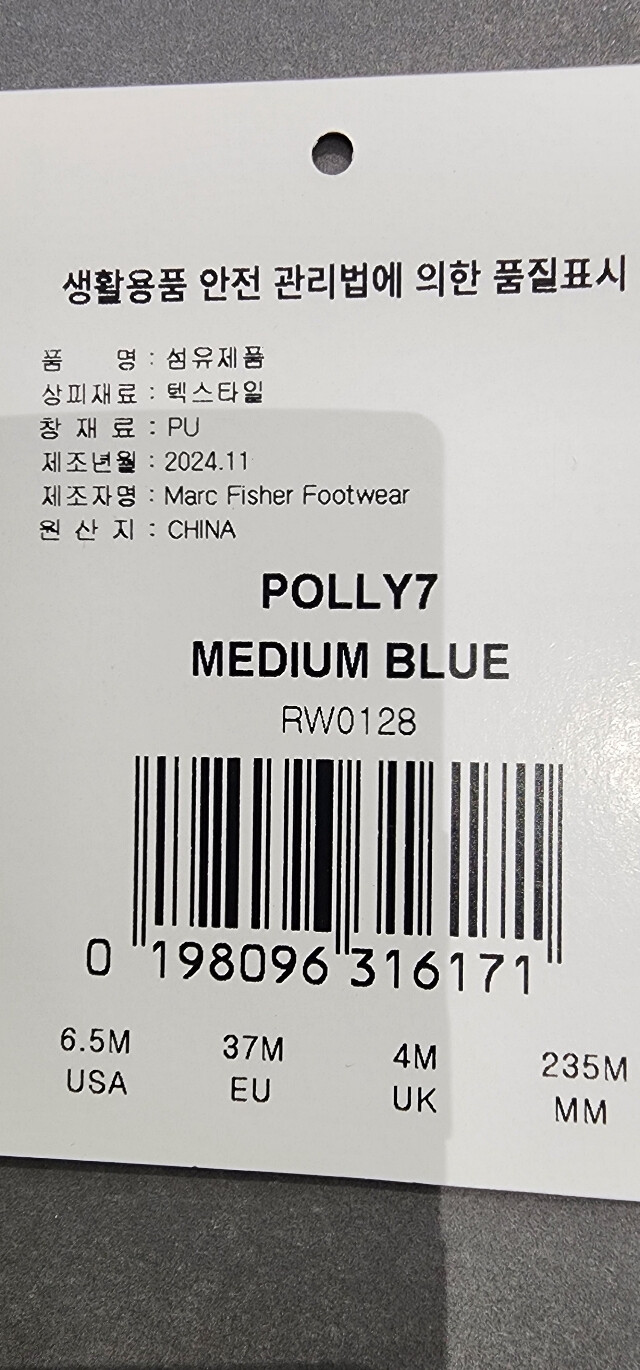 생활용품 안전 관리법에 의한 품질표시
품 명 : 섬유제품
상피재료 : 텍스타일
창 재 료 : PU
제조년월 : 2024.11
제조자명 : Marc Fisher Footwear
원 산 지 : CHINA
POLLY7
MEDIUM BLUE
RW0128
0 198096 316171
6.5M 37M 4M 235M
USA EU UK MM